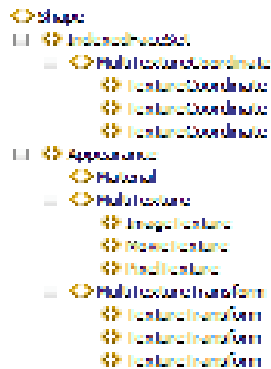 Shape
IndexedFaceSet
MultiTextureCoordinate
TextureCoordinate
TextureCoordinate
TextureCoordinate
Appearance
Material
MultiTexture
ImageTexture
MovieTexture
PixelTexture
MultiTextureTransform
TextureTransform
TextureTransform
TextureTransform